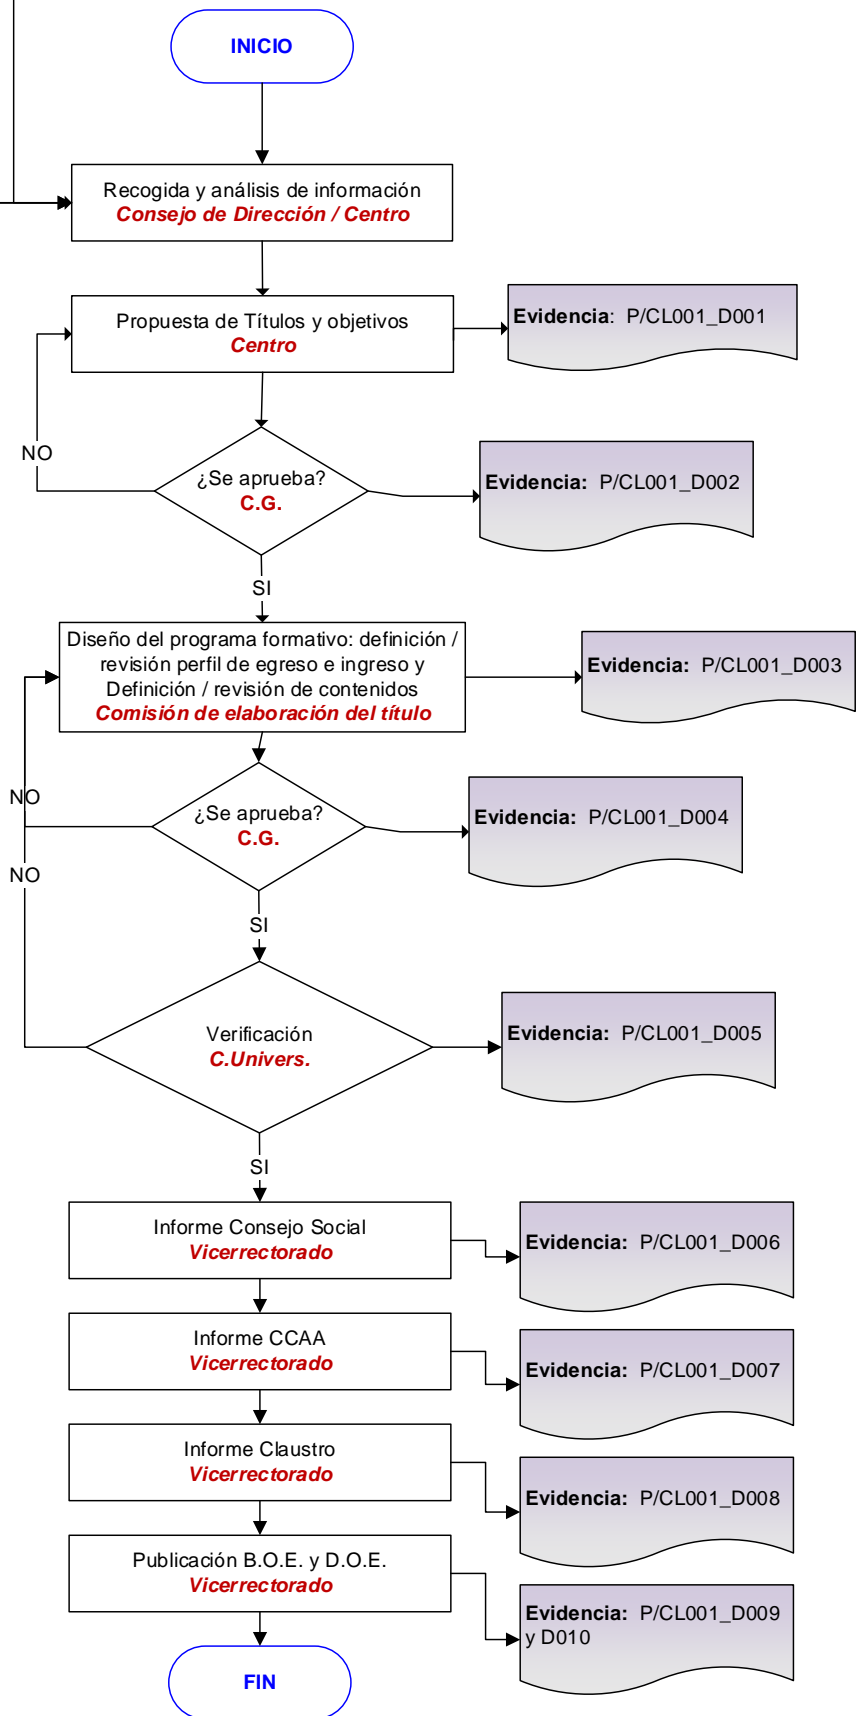 INICIO
Recogida y análisis de información
Consejo de Dirección / Centro
Propuesta de Títulos y objetivos
Centro
Evidencia: P/CL001_D001
NO
¿Se aprueba?
C.G.
Evidencia: P/CL001_D002
SI
Diseño del programa formativo: definición /
revisión perfil de egreso e ingreso y
Definición / revisión de contenidos
Comisión de elaboración del título
Evidencia: P/CL001_D003
NO
¿Se aprueba?
C.G.
Evidencia: P/CL001_D004
NO
SI
Verificación
C.Univers.
Evidencia: P/CL001_D005
SI
Informe Consejo Social
Vicerrectorado
Evidencia: P/CL001_D006
Informe CCAA
Vicerrectorado
Evidencia: P/CL001_D007
Informe Claustro
Vicerrectorado
Evidencia: P/CL001_D008
Publicación B.O.E. y D.O.E.
Vicerrectorado
Evidencia: P/CL001_D009
y D010
FIN